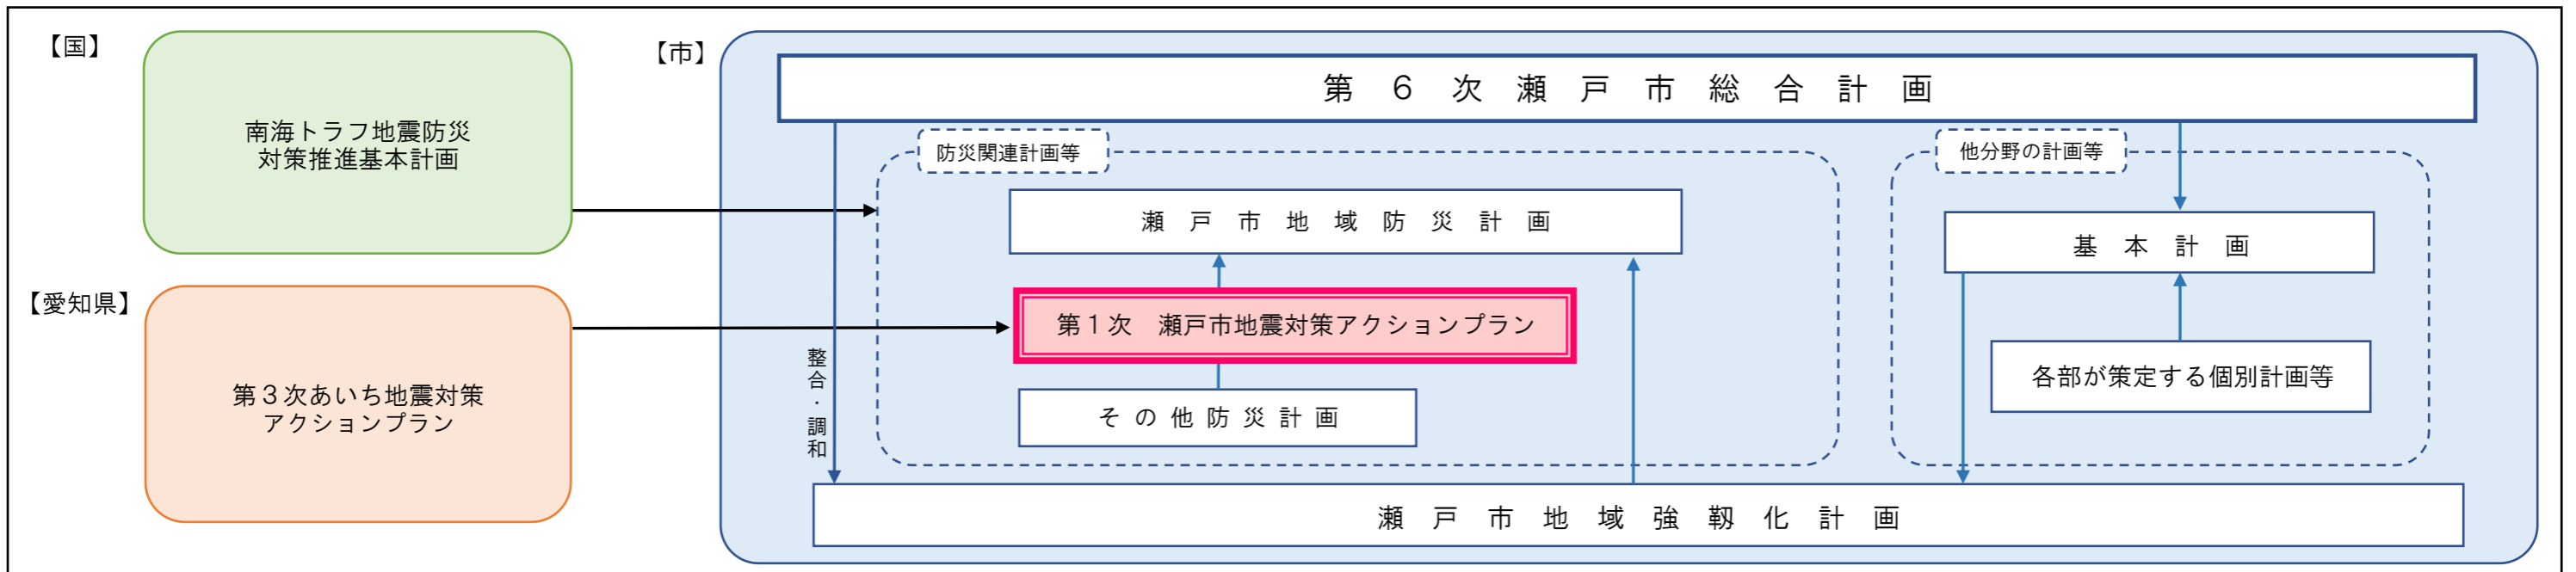 【国】
南海トラフ地震防災
対策推進基本計画
【愛知県】
第3次あいち地震対策
アクションプラン
【市】
第6次瀬戸市総合計画
整合・調和
防災関連計画等
瀬戸市地域防災計画
第1次 瀬戸市地震対策アクションプラン
その他防災計画
他分野の計画等
基本計画
各部が策定する個別計画等
瀬戸市地域強靱化計画